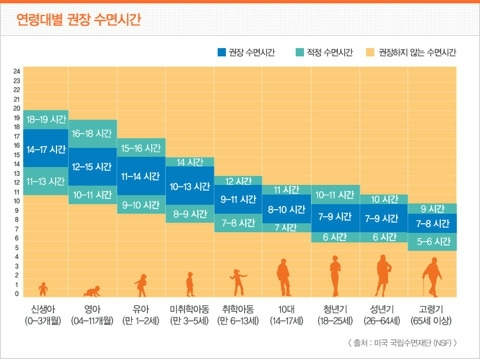 연령대별 권장 수면시간
권장 수면시간 적정 수면시간 권장하지 않는 수면시간
24
23
22
21
20
19
18
17
16
15
14
13
12
11
10
9
8
7
6
5
4
3
2
1
0
18–19 시간
14–17 시간
11–13 시간
16–18 시간
12–15 시간
10–11 시간
15–16 시간
11–14 시간
9–10 시간
14 시간
10–13 시간
8–9 시간
12 시간
9–11 시간
7–8 시간
11 시간
8–10 시간
7 시간
10–11 시간
7–9 시간
6 시간
10 시간
7–9 시간
6 시간
9 시간
7–8 시간
5–6 시간
신생아 영아 유아 미취학아동 취학아동 10대 청년기 성년기 고령기
(0–3개월) (04–11개월) (만 1–2세) (만 3–5세) (만 6–13세) (14–17세) (18–25세) (26–64세) (65세 이상)
< 출처 : 미국 국립수면재단 (NSF) >